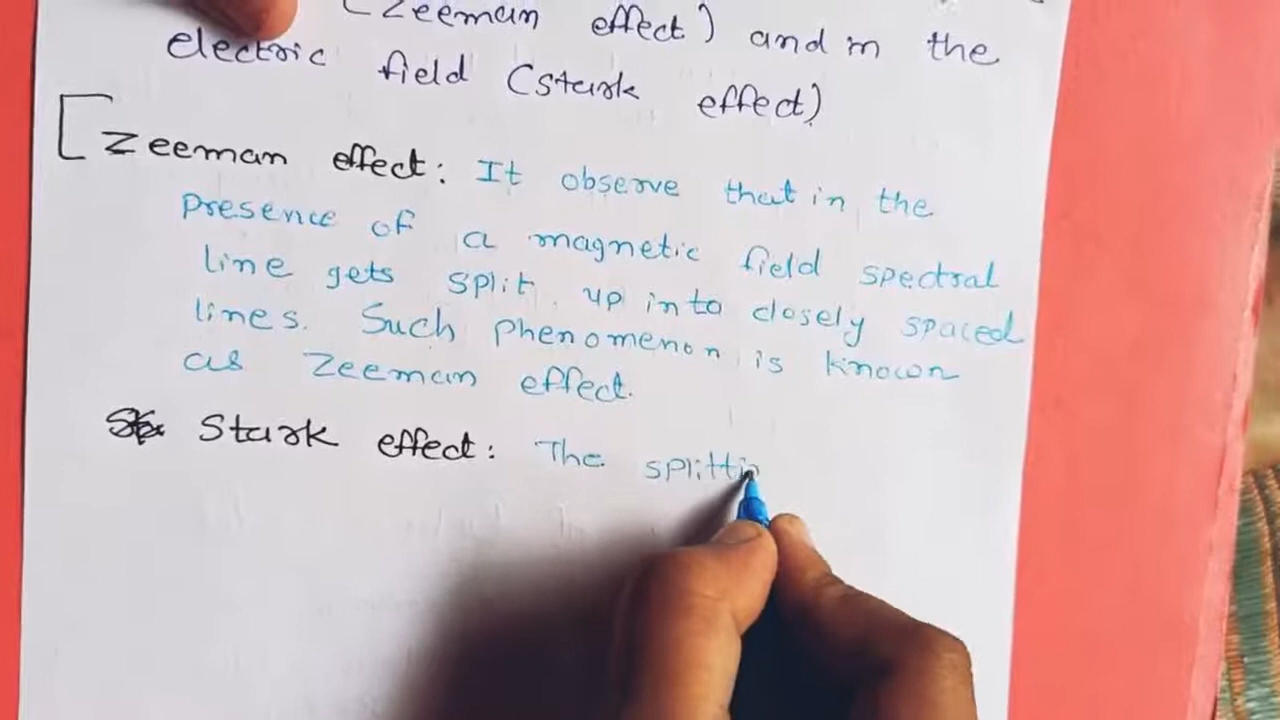 [Zeeman effect) and in the
electric field (Stark effect)
[Zeeman effect: It observe that in the
presence of a magnetic field spectral
line gets split up into closely spaced
lines. Such phenomenon is known
as Zeeman effect.
Stark effect: The splittin